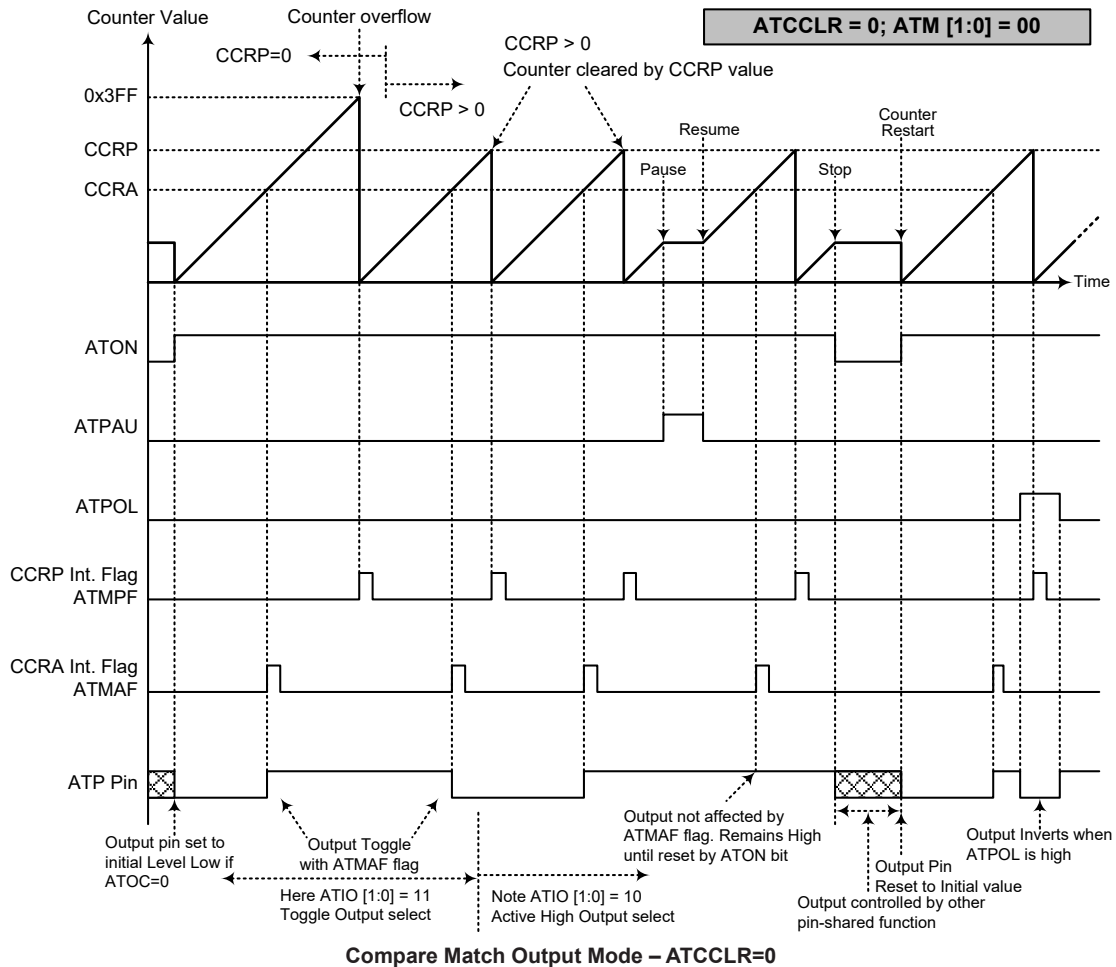 Counter Value
Counter overflow
ATCCLR = 0; ATM [1:0] = 00
CCRP=0
CCRP > 0
CCRP > 0
Counter cleared by CCRP value
0x3FF
CCRP
CCRA
Pause
Resume
Stop
Counter
Restart
Time
ATON
ATPAU
ATPOL
CCRP Int. Flag
ATMPF
CCRA Int. Flag
ATMAF
ATP Pin
Output pin set to
initial Level Low if
ATOC=0
Output Toggle
with ATMAF flag
Here ATIO [1:0] = 11
Toggle Output select
Note ATIO [1:0] = 10
Active High Output select
Output not affected by
ATMAF flag. Remains High
until reset by ATON bit
Output Pin
Reset to Initial value
Output controlled by other
pin-shared function
Output Inverts when
ATPOL is high
Compare Match Output Mode – ATCCLR=0